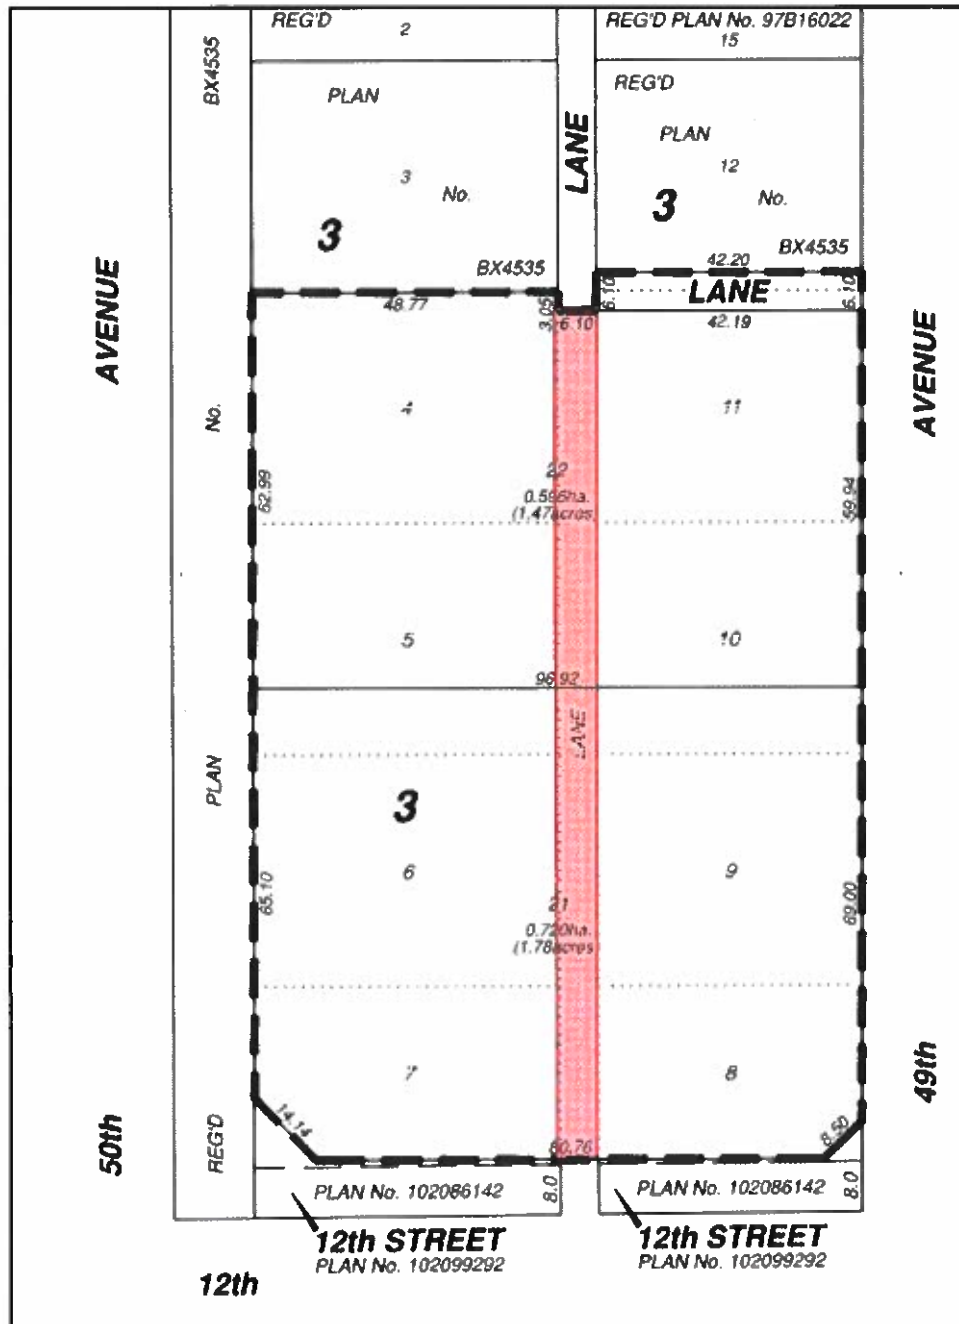 REG'D
2
REG'D PLAN No. 97B16022
15
BX4535
PLAN
3
No.
3
BX4535
LANE
REG'D
PLAN
12
3
No.
BX4535
42.20
6.10
LANE
6.10
AVENUE
AVENUE
48.77
3.05
6.10
42.19
4
11
No.
62.99
22
0.596ha.
(1.47acres
59.94
5
10
96.92
LANE
PLAN
3
6
9
65.10
21
0.720ha.
(1.78acres
69.00
7
8
50th
REG'D
14.14
60.76
8.50
49th
PLAN No. 102086142
8.0
PLAN No. 102086142
8.0
12th STREET
PLAN No. 102099292
12th STREET
PLAN No. 102099292
12th